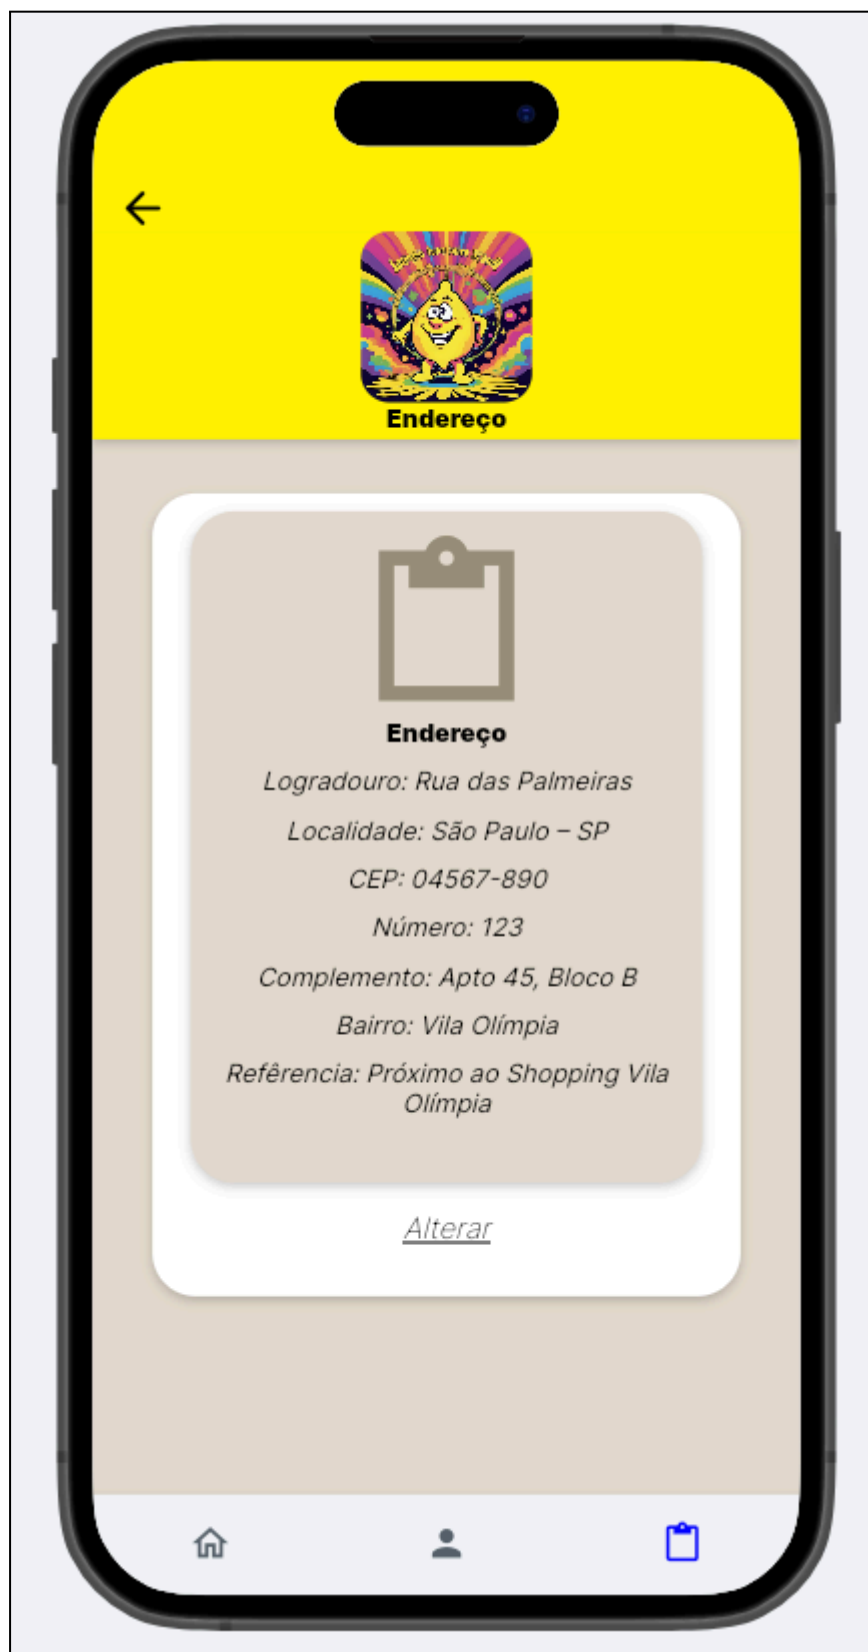 Endereço
Endereço
Logradouro: Rua das Palmeiras
Localidade: São Paulo – SP
CEP: 04567-890
Número: 123
Complemento: Apto 45, Bloco B
Bairro: Vila Olímpia
Refêrencia: Próximo ao Shopping Vila
Olímpia
Alterar